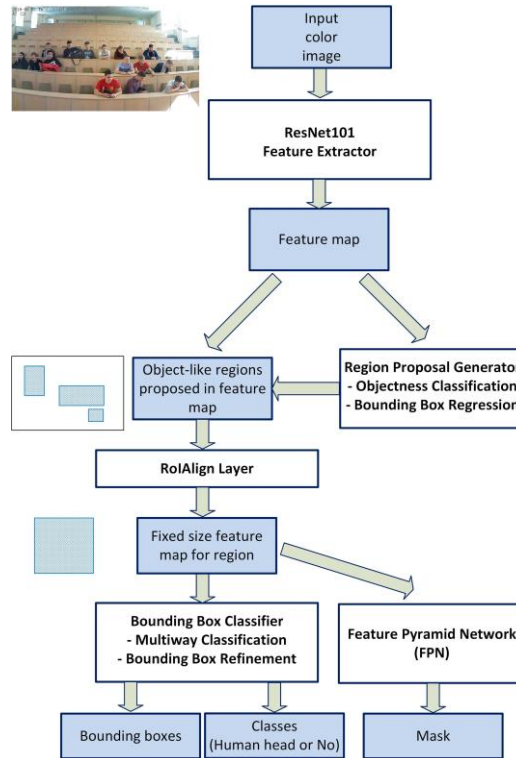 Input
color
image
ResNet101
Feature Extractor
Feature map
Object-like regions
proposed in feature
map
Region Proposal Generator
- Objectness Classification
- Bounding Box Regression
RoIAlign Layer
Fixed size feature
map for region
Bounding Box Classifier
- Multiway Classification
- Bounding Box Refinement
Feature Pyramid Network
(FPN)
Bounding boxes
Classes
(Human head or No)
Mask